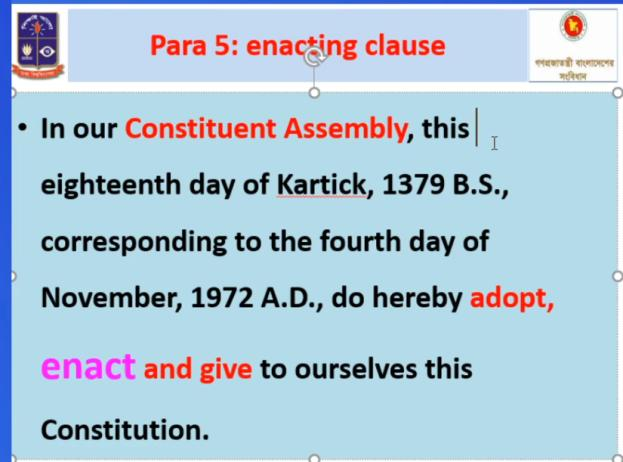 Para 5: enacting clause
গণপ্রজাতন্ত্রী বাংলাদেশের
সংবিধান
• In our Constituent Assembly, this
eighteenth day of Kartick, 1379 B.S.,
corresponding to the fourth day of
November, 1972 A.D., do hereby adopt,
enact and give to ourselves this
Constitution.